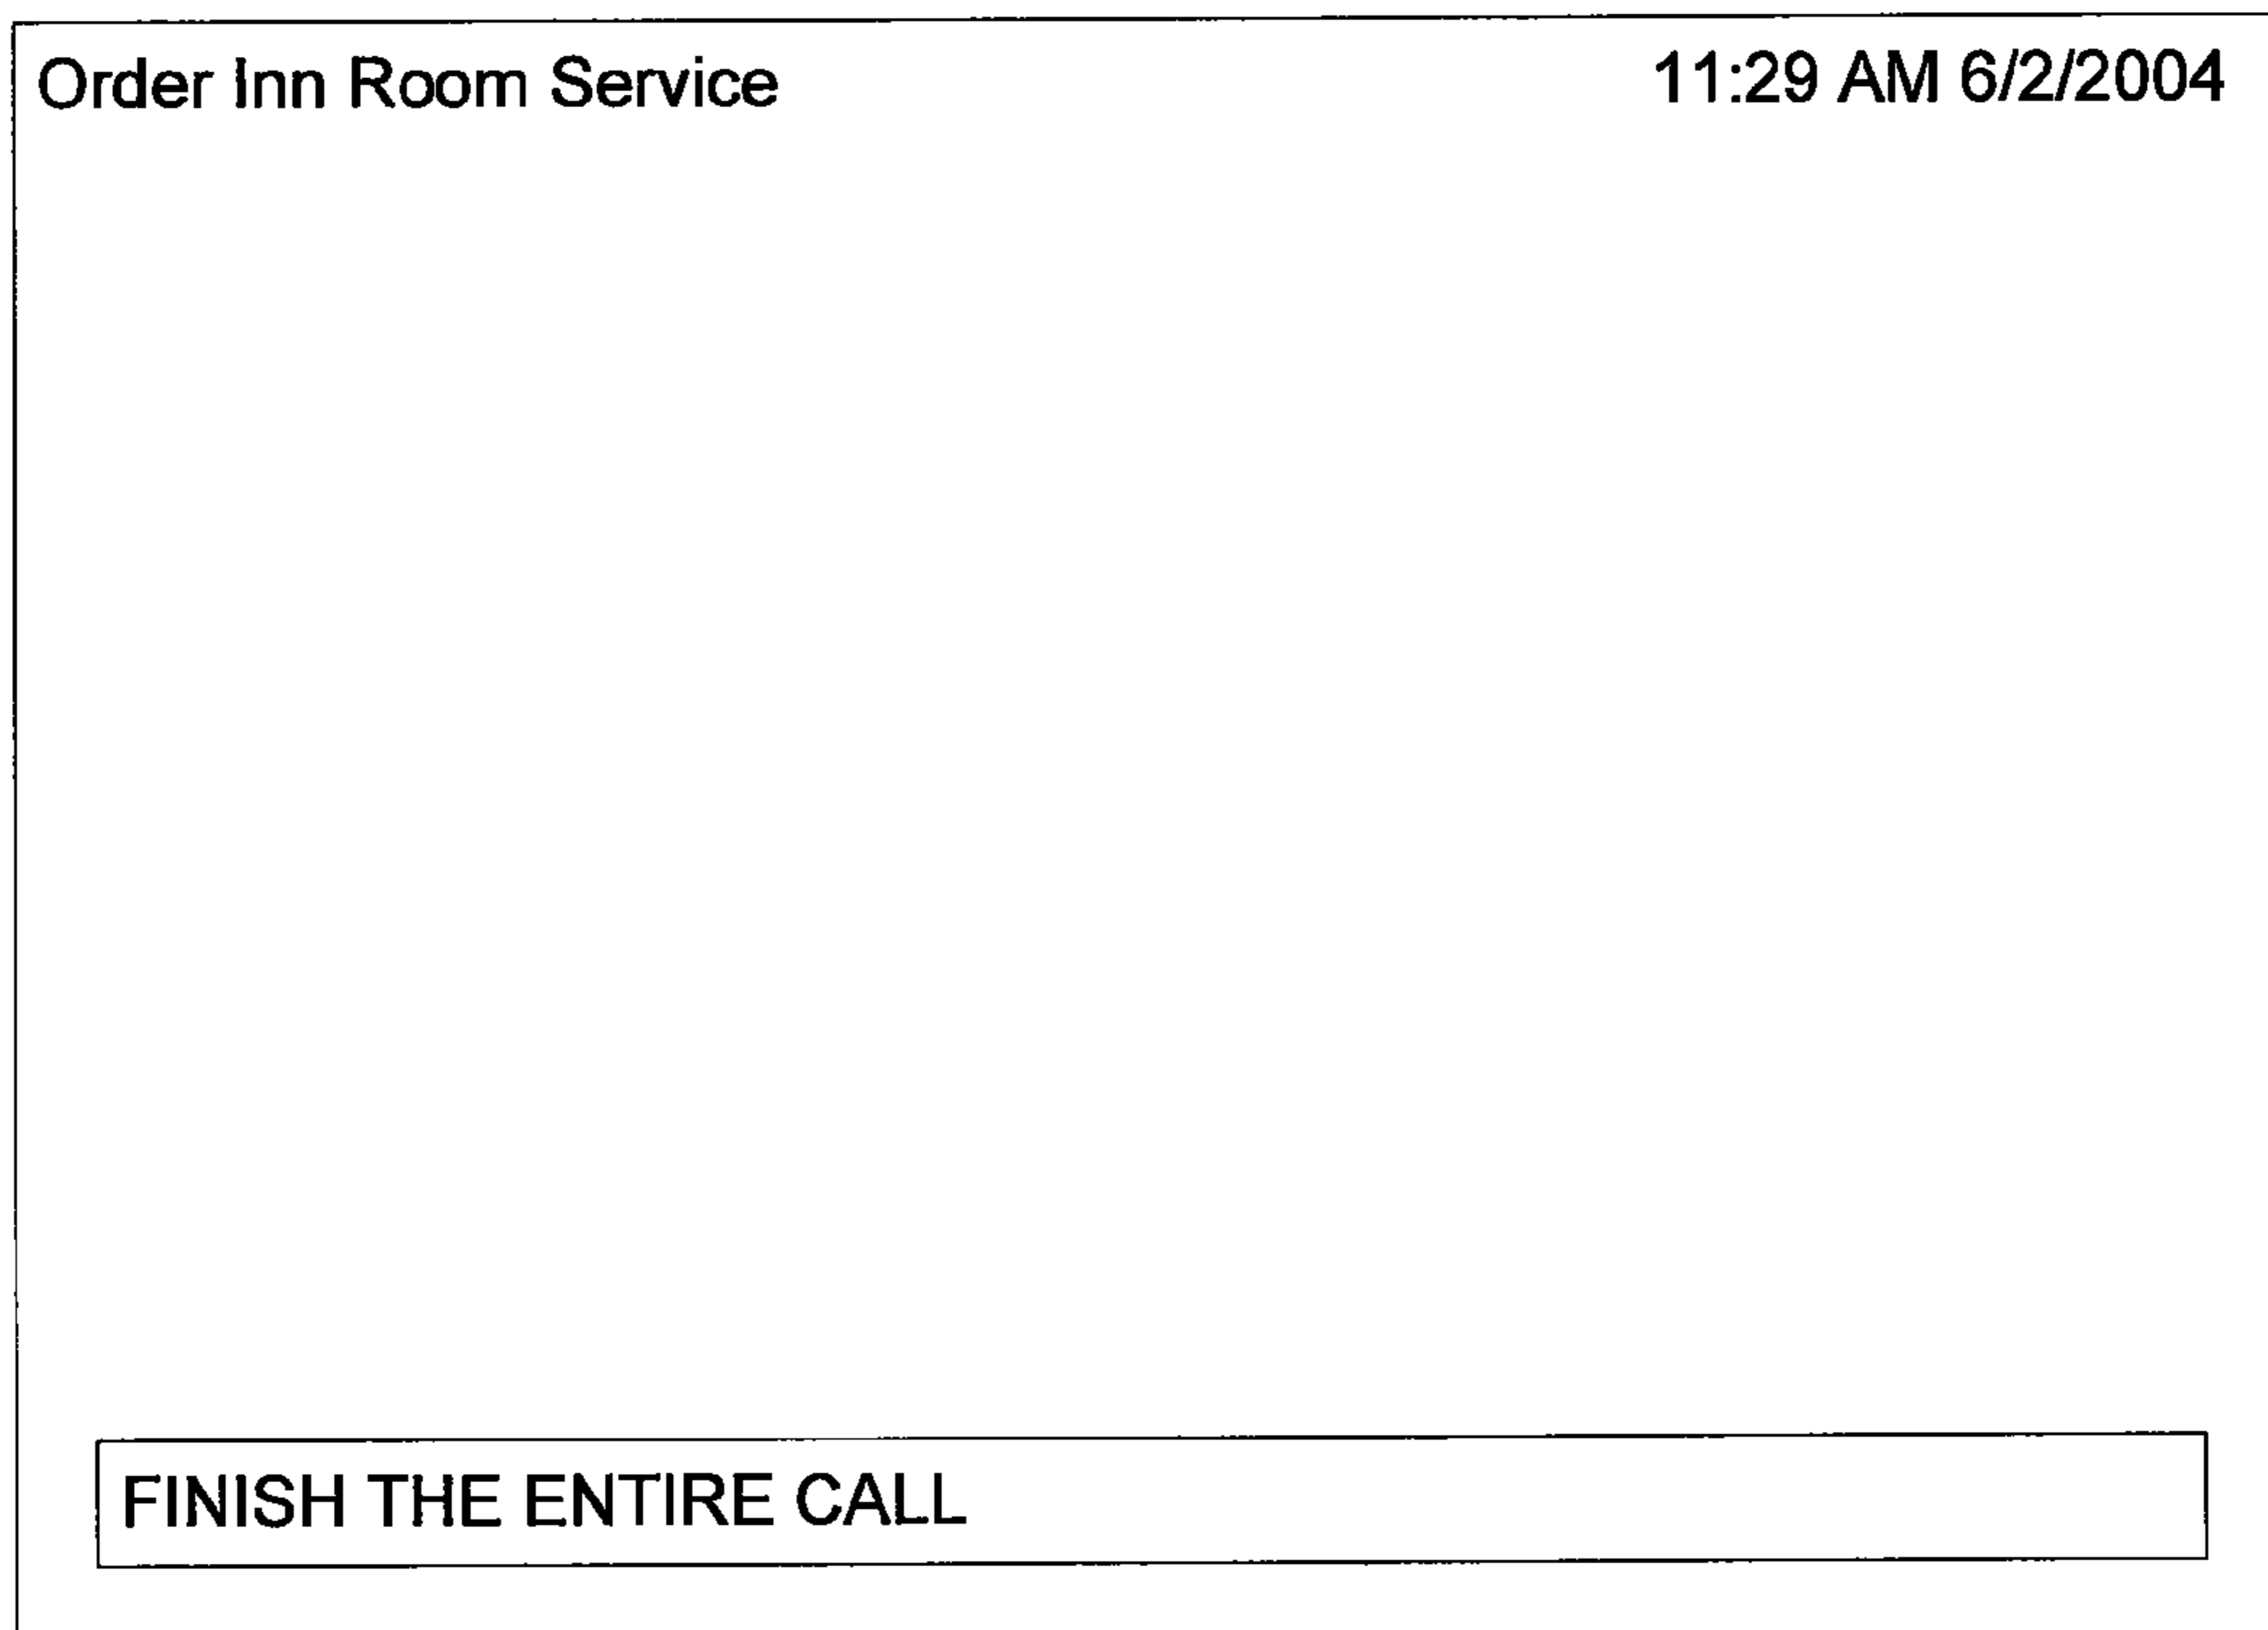 Order Inn Room Service 11:29 AM 6/2/2004
FINISH THE ENTIRE CALL